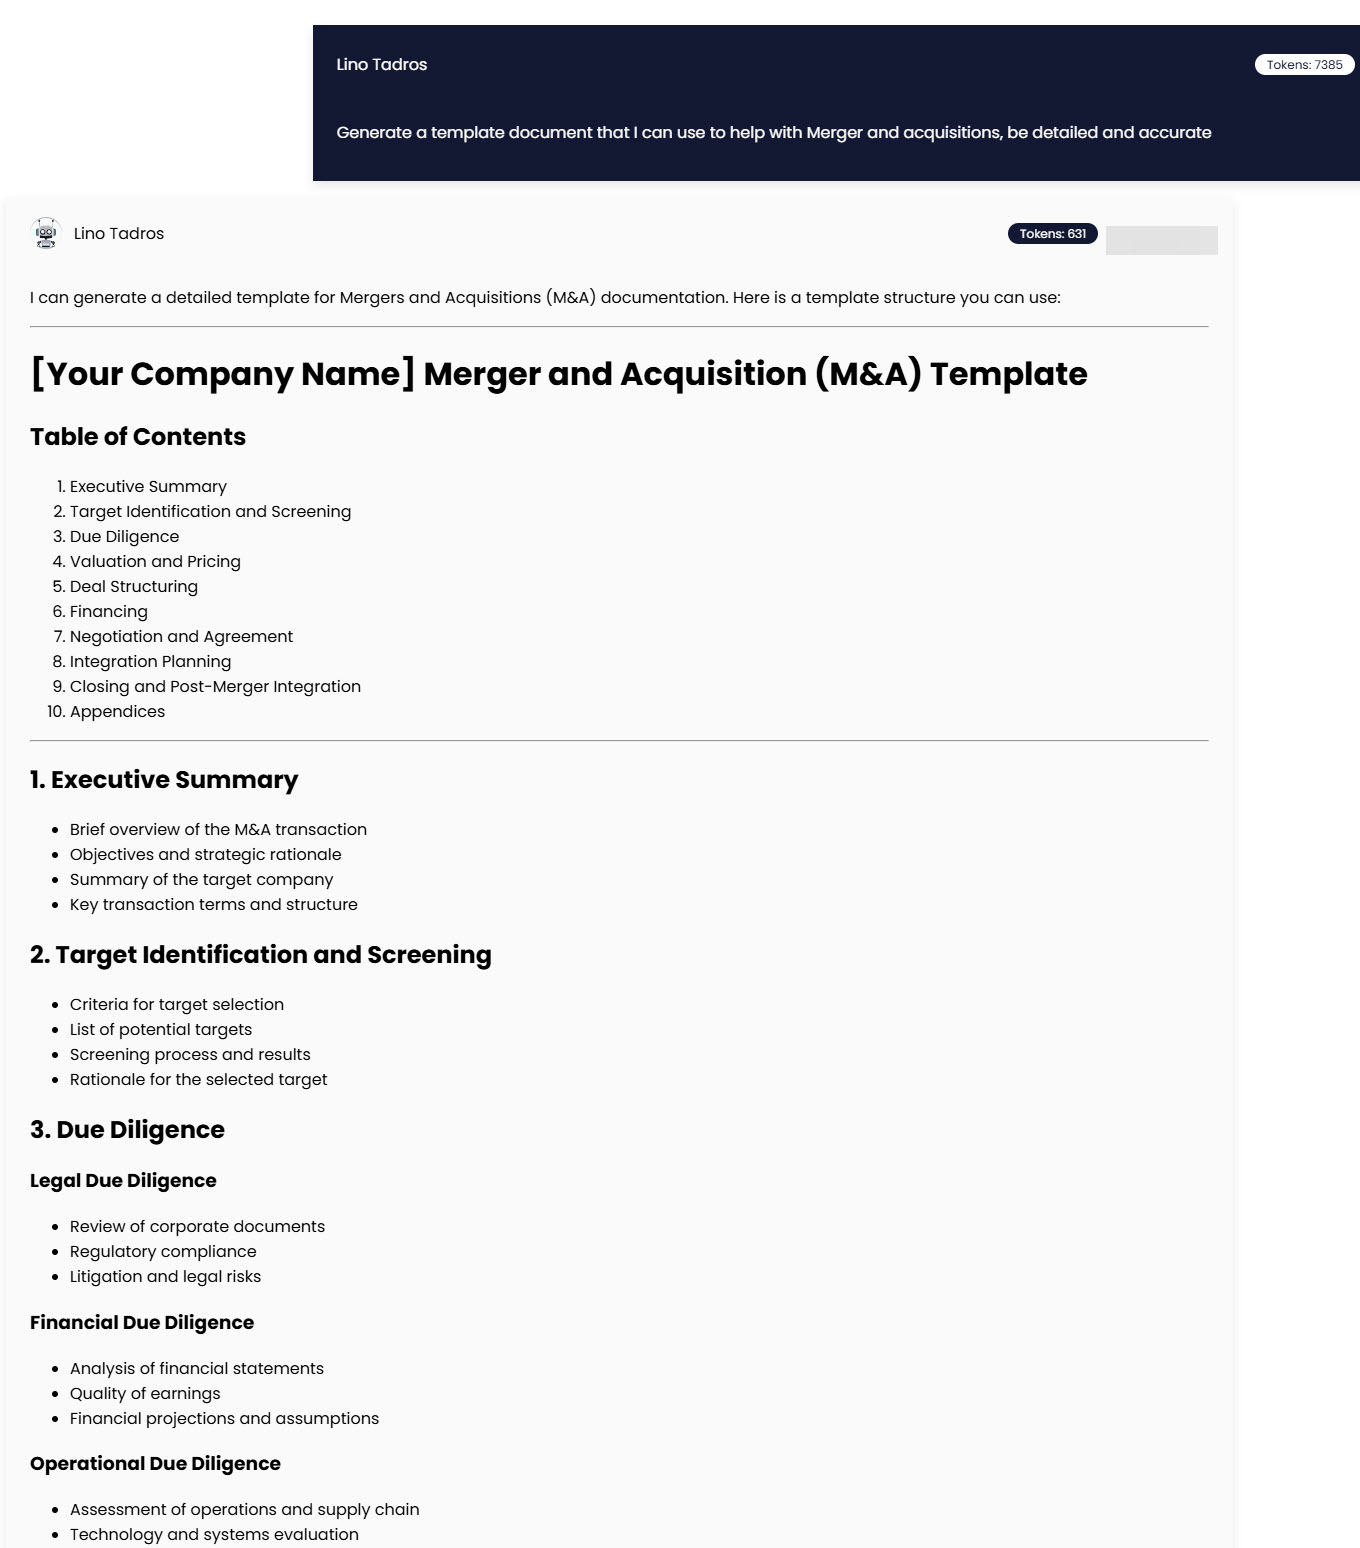 Lino Tadros
Tokens: 7385
Generate a template document that I can use to help with Merger and acquisitions, be detailed and accurate
Lino Tadros
Tokens: 631
I can generate a detailed template for Mergers and Acquisitions (M&A) documentation. Here is a template structure you can use:
[Your Company Name] Merger and Acquisition (M&A) Template
Table of Contents
1. Executive Summary
2. Target Identification and Screening
3. Due Diligence
4. Valuation and Pricing
5. Deal Structuring
6. Financing
7. Negotiation and Agreement
8. Integration Planning
9. Closing and Post-Merger Integration
10. Appendices
1. Executive Summary
• Brief overview of the M&A transaction
• Objectives and strategic rationale
• Summary of the target company
• Key transaction terms and structure
2. Target Identification and Screening
• Criteria for target selection
• List of potential targets
• Screening process and results
• Rationale for the selected target
3. Due Diligence
Legal Due Diligence
• Review of corporate documents
• Regulatory compliance
• Litigation and legal risks
Financial Due Diligence
• Analysis of financial statements
• Quality of earnings
• Financial projections and assumptions
Operational Due Diligence
• Assessment of operations and supply chain
• Technology and systems evaluation